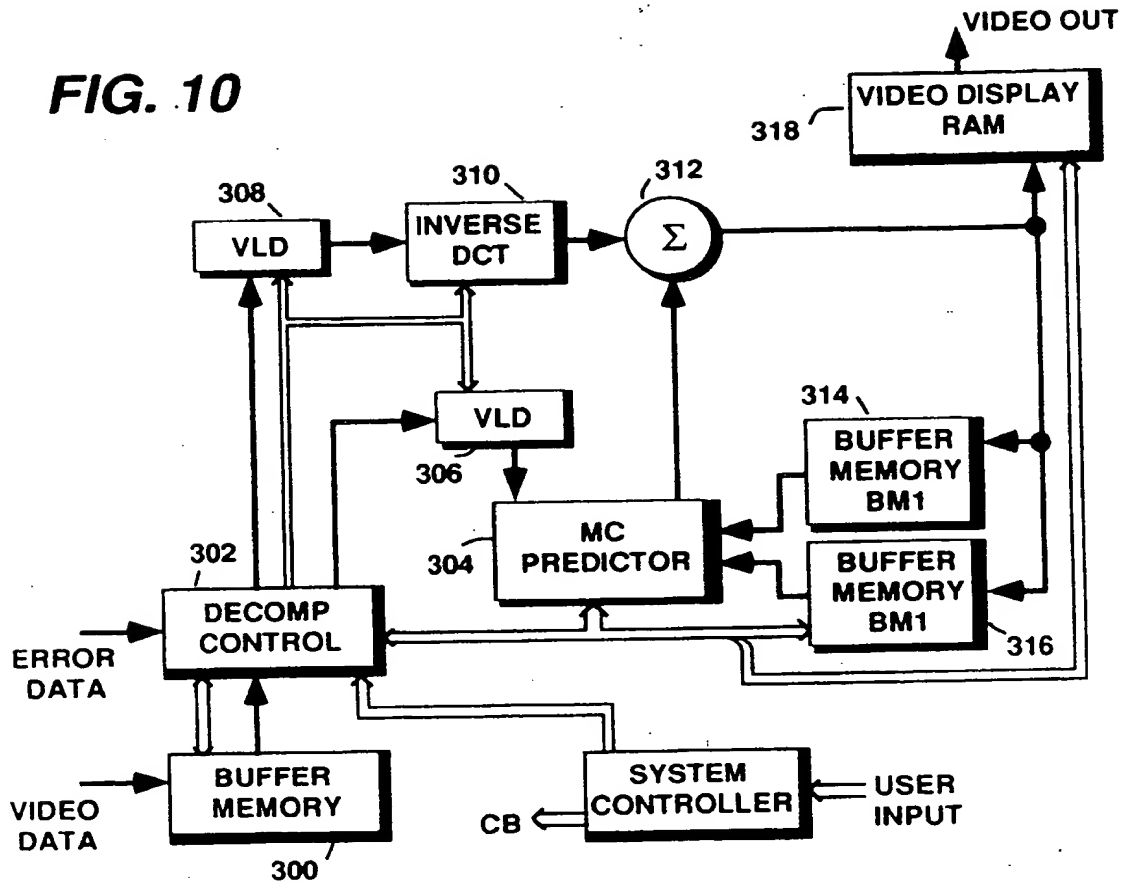 FIG. 10
VIDEO OUT
VIDEO DISPLAY
RAM
318
312
310
308
VLD
INVERSE
DCT
Σ
VLD
306
314
BUFFER
MEMORY
BM1
MC
PREDICTOR
304
BUFFER
MEMORY
BM1
316
302
DECOMP
CONTROL
ERROR
DATA
BUFFER
MEMORY
300
VIDEO
DATA
SYSTEM
CONTROLLER
CB
USER
INPUT